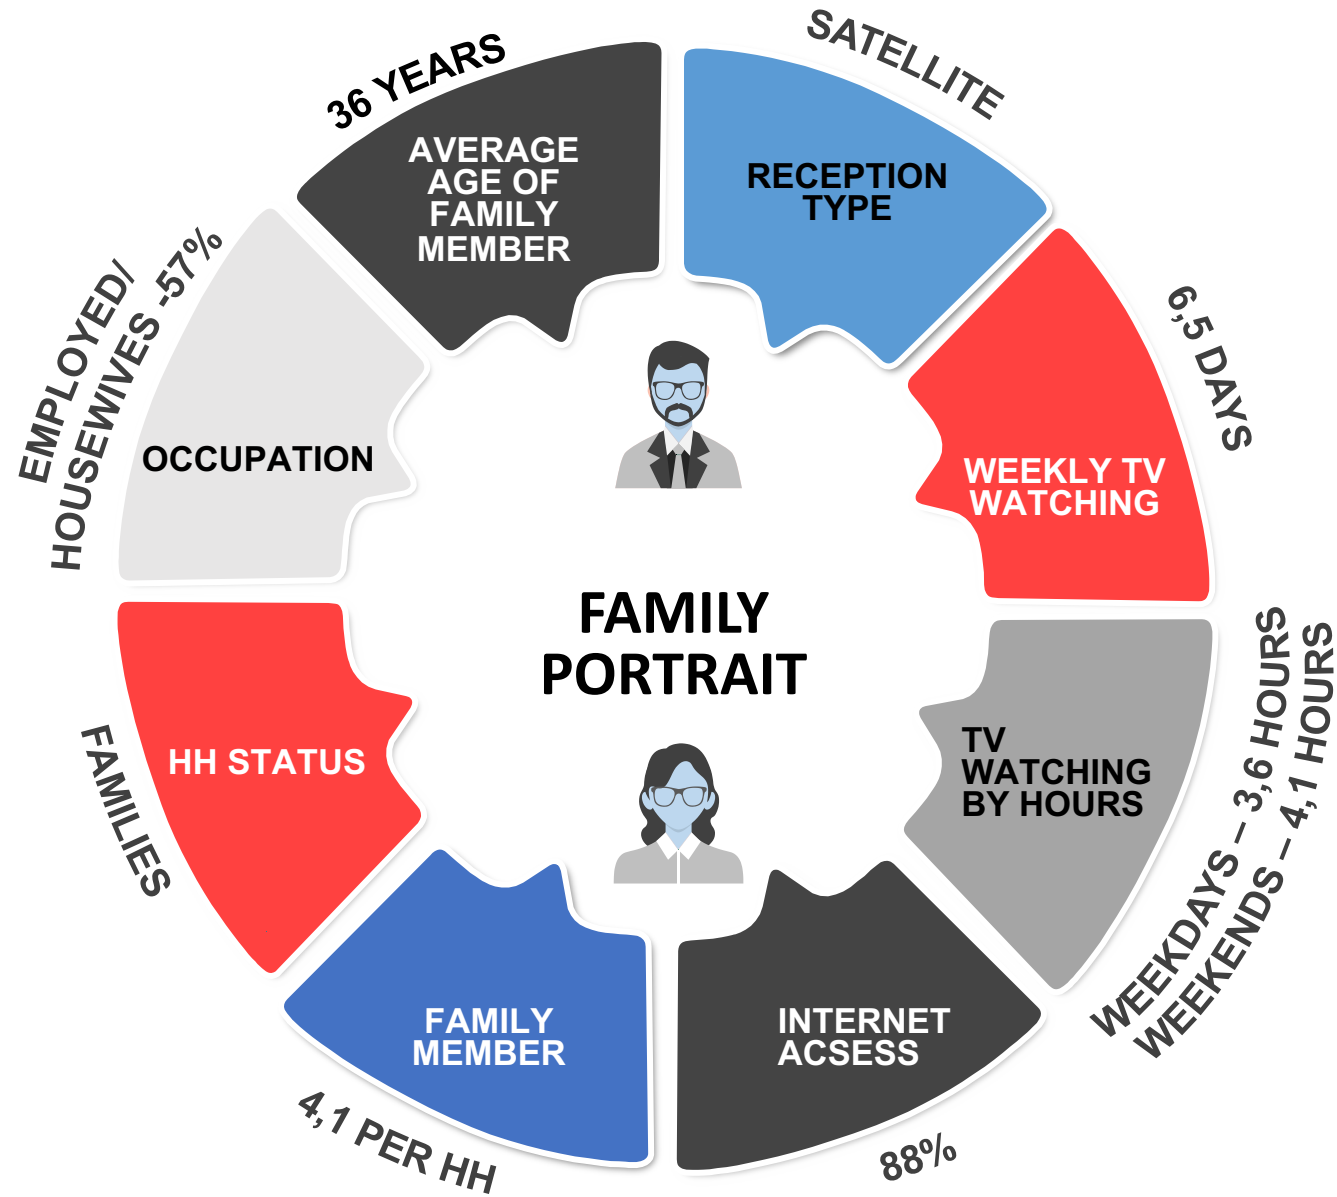 SATELLITE
RECEPTION
TYPE
6,5 DAYS
WEEKLY TV
WATCHING
WEEKDAYS – 3,6 HOURS
WEEKENDS – 4,1 HOURS
TV
WATCHING
BY HOURS
88%
INTERNET
ACSESS
4,1 PER HH
FAMILY
MEMBER
FAMILIES
HH STATUS
EMPLOYED/
HOUSEWIVES -57%
OCCUPATION
36 YEARS
AVERAGE
AGE OF
FAMILY
MEMBER
FAMILY
PORTRAIT